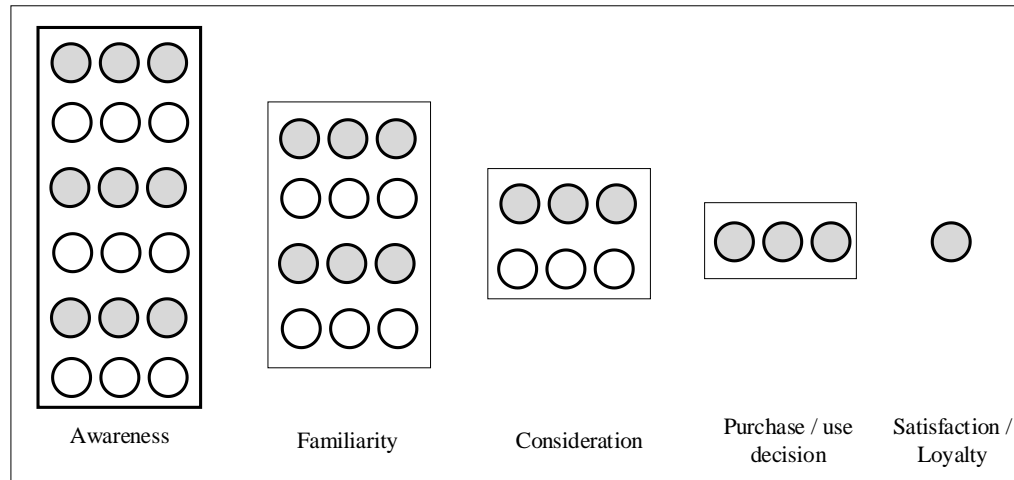 Awareness
Familiarity
Consideration
Purchase / use
decision
Satisfaction /
Loyalty